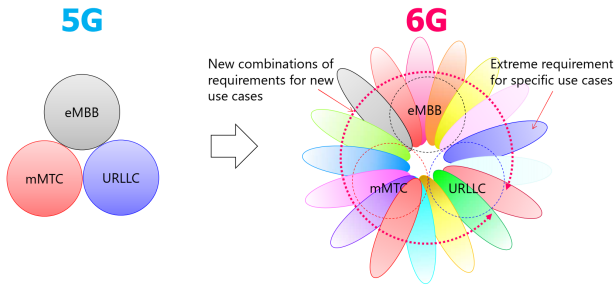 5G
6G
New combinations of
requirements for new
use cases
Extreme requirement
for specific use cases
eMBB
mMTC
URLLC
eMBB
mMTC
URLLC